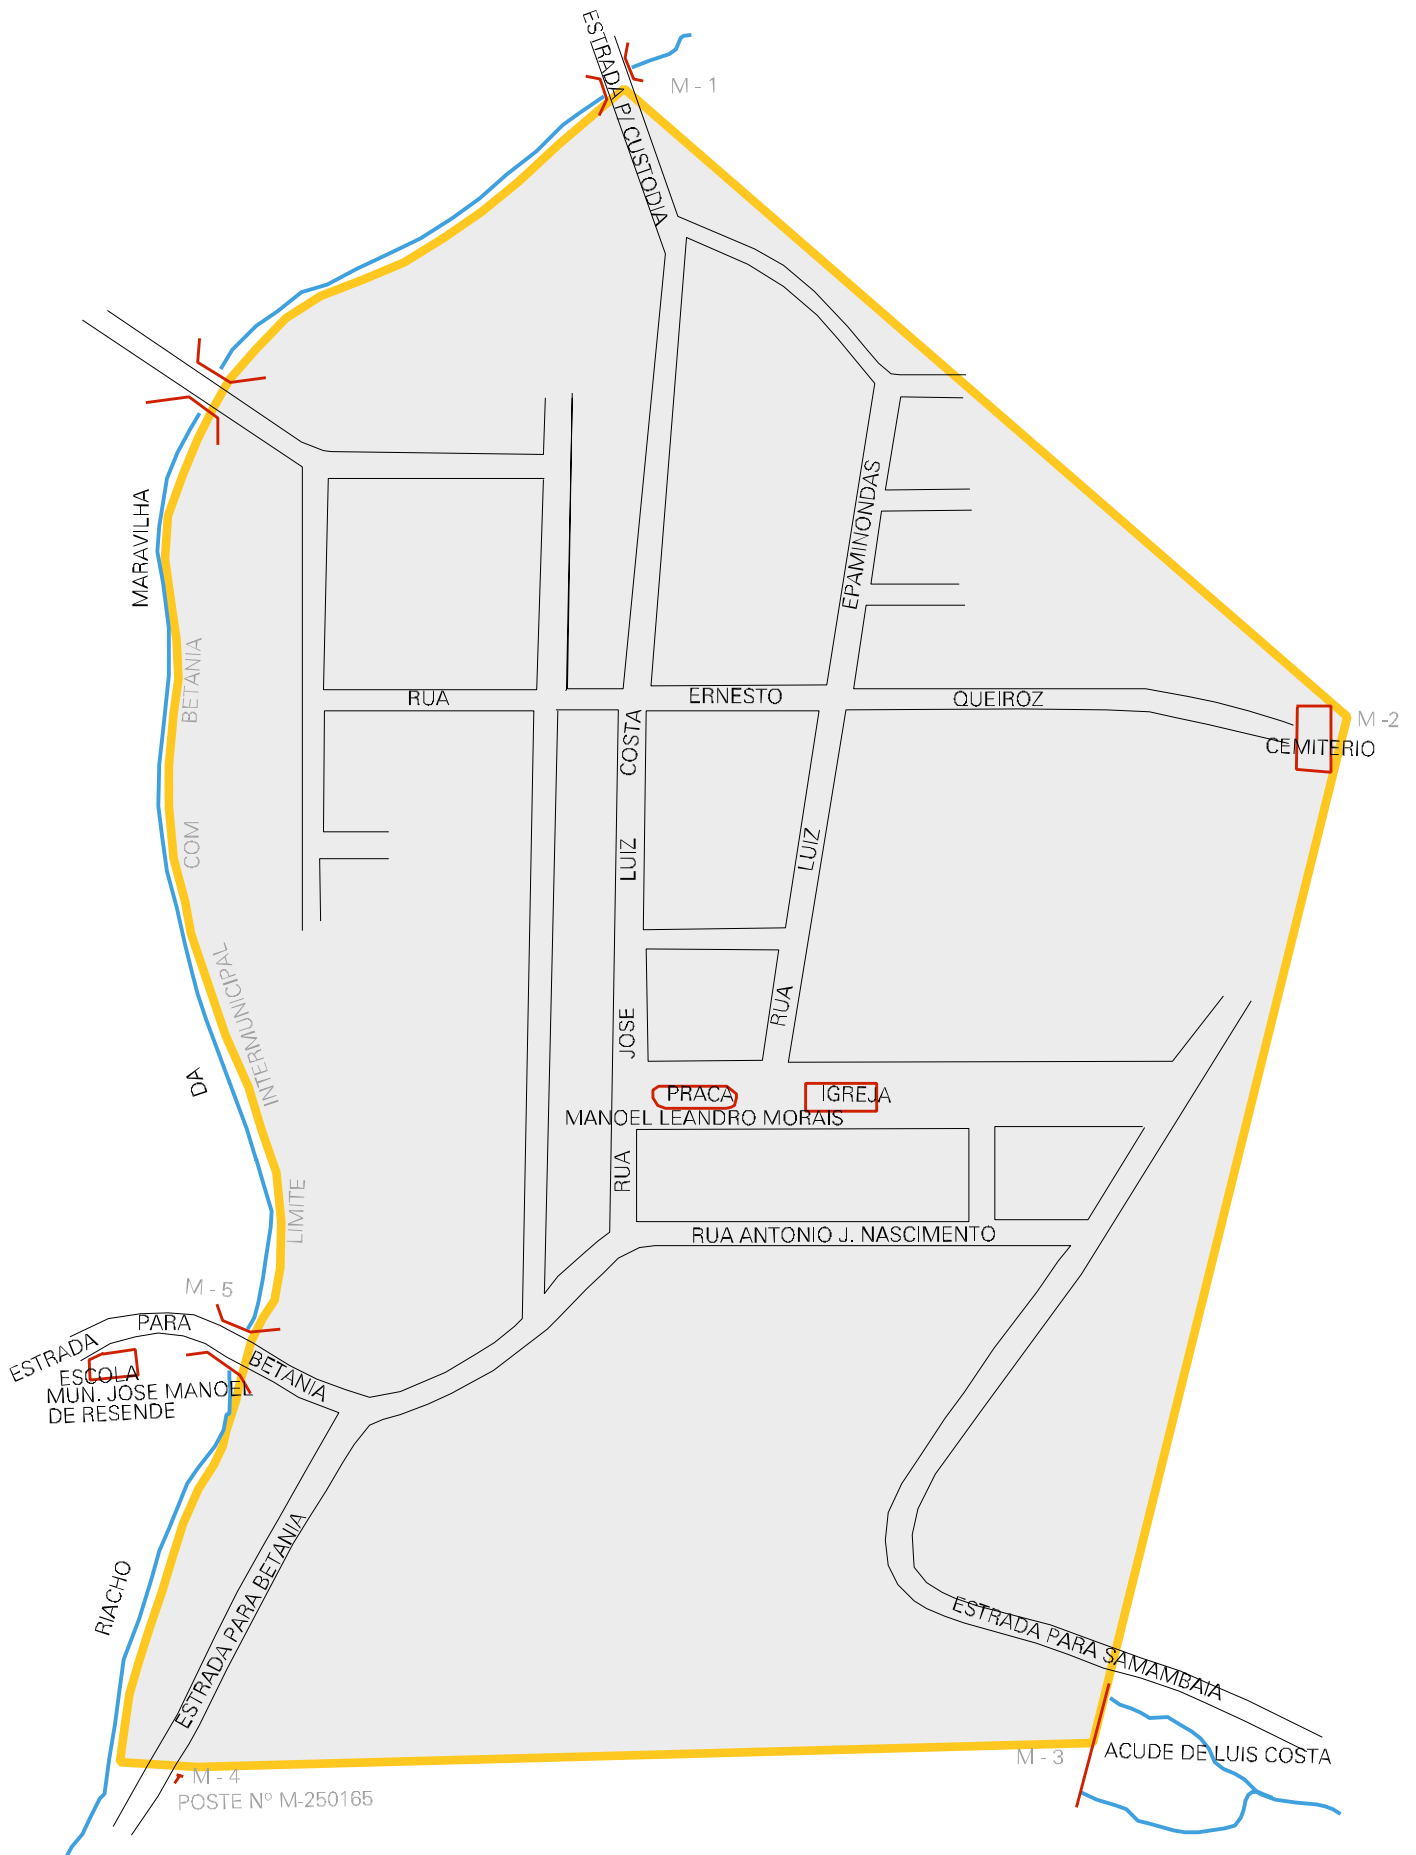 ESTRADA P/ CUSTODIA
M - 1
MARAVILHA
EPAMINONDAS
BETANIA
RUA
ERNESTO
QUEIROZ
M -2
CEMITERIO
COSTA
COM
LUIZ
LUIZ
INTERMUNICIPAL
JOSE
RUA
DA
PRACA
IGREJA
MANOEL LEANDRO MORAIS
RUA
LIMITE
RUA ANTONIO J. NASCIMENTO
M - 5
ESTRADA
PARA
BETANIA
ESCOLA
MUN. JOSE MANOEL
DE RESENDE
RIACHO
ESTRADA PARA BETANIA
ESTRADA PARA SAMAMBAIA
M - 3
ACUDE DE LUIS COSTA
M - 4
POSTE Nº M-250165